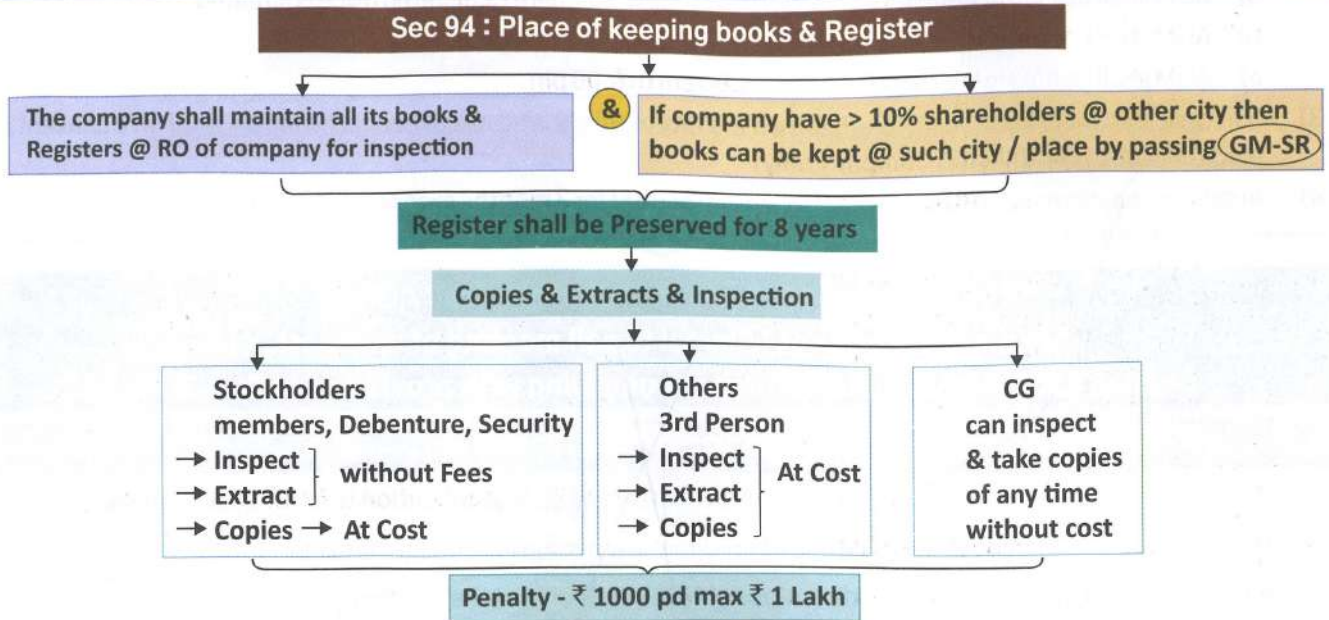 Sec 94 : Place of keeping books & Register
The company shall maintain all its books &
Registers @ RO of company for inspection
&
If company have > 10% shareholders @ other city then
books can be kept @ such city / place by passing GM-SR
Register shall be Preserved for 8 years
Copies & Extracts & Inspection
Stockholders
members, Debenture, Security
→ Inspect
→ Extract
without Fees
→ Copies → At Cost
Others
3rd Person
→ Inspect
→ Extract
→ Copies
At Cost
CG
can inspect
& take copies
of any time
without cost
Penalty - ₹ 1000 pd max ₹ 1 Lakh